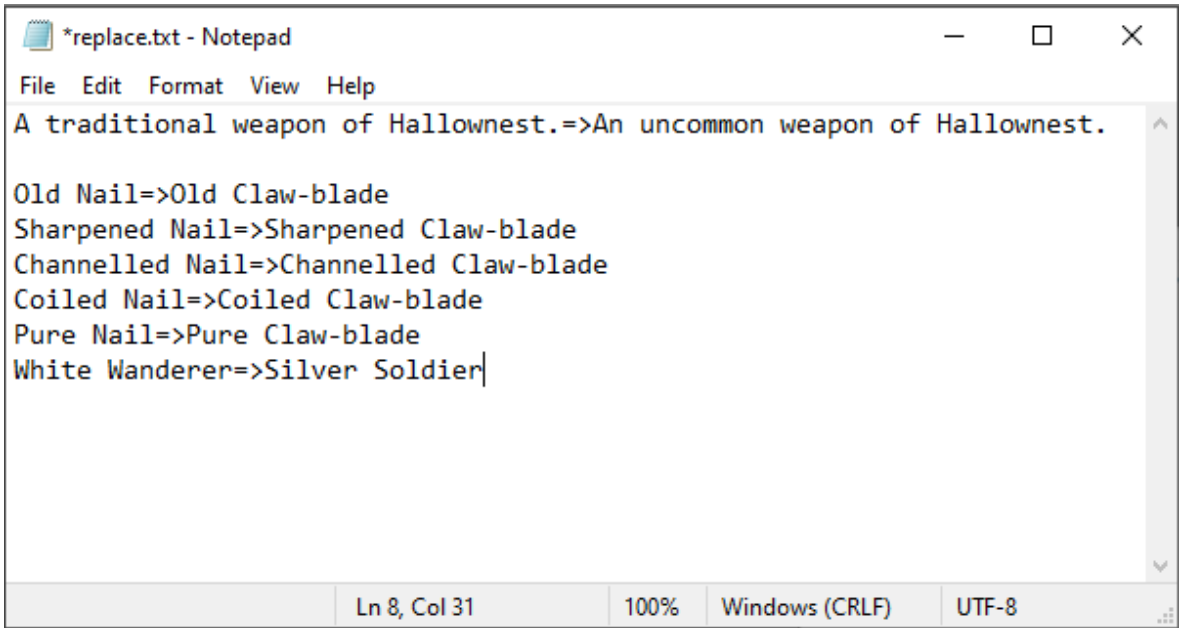 *replace.txt - Notepad
File Edit Format View Help
A traditional weapon of Hallownest.=>An uncommon weapon of Hallownest.

Old Nail=>Old Claw-blade
Sharpened Nail=>Sharpened Claw-blade
Channelled Nail=>Channelled Claw-blade
Coiled Nail=>Coiled Claw-blade
Pure Nail=>Pure Claw-blade
White Wanderer=>Silver Soldier
Ln 8, Col 31 100% Windows (CRLF) UTF-8